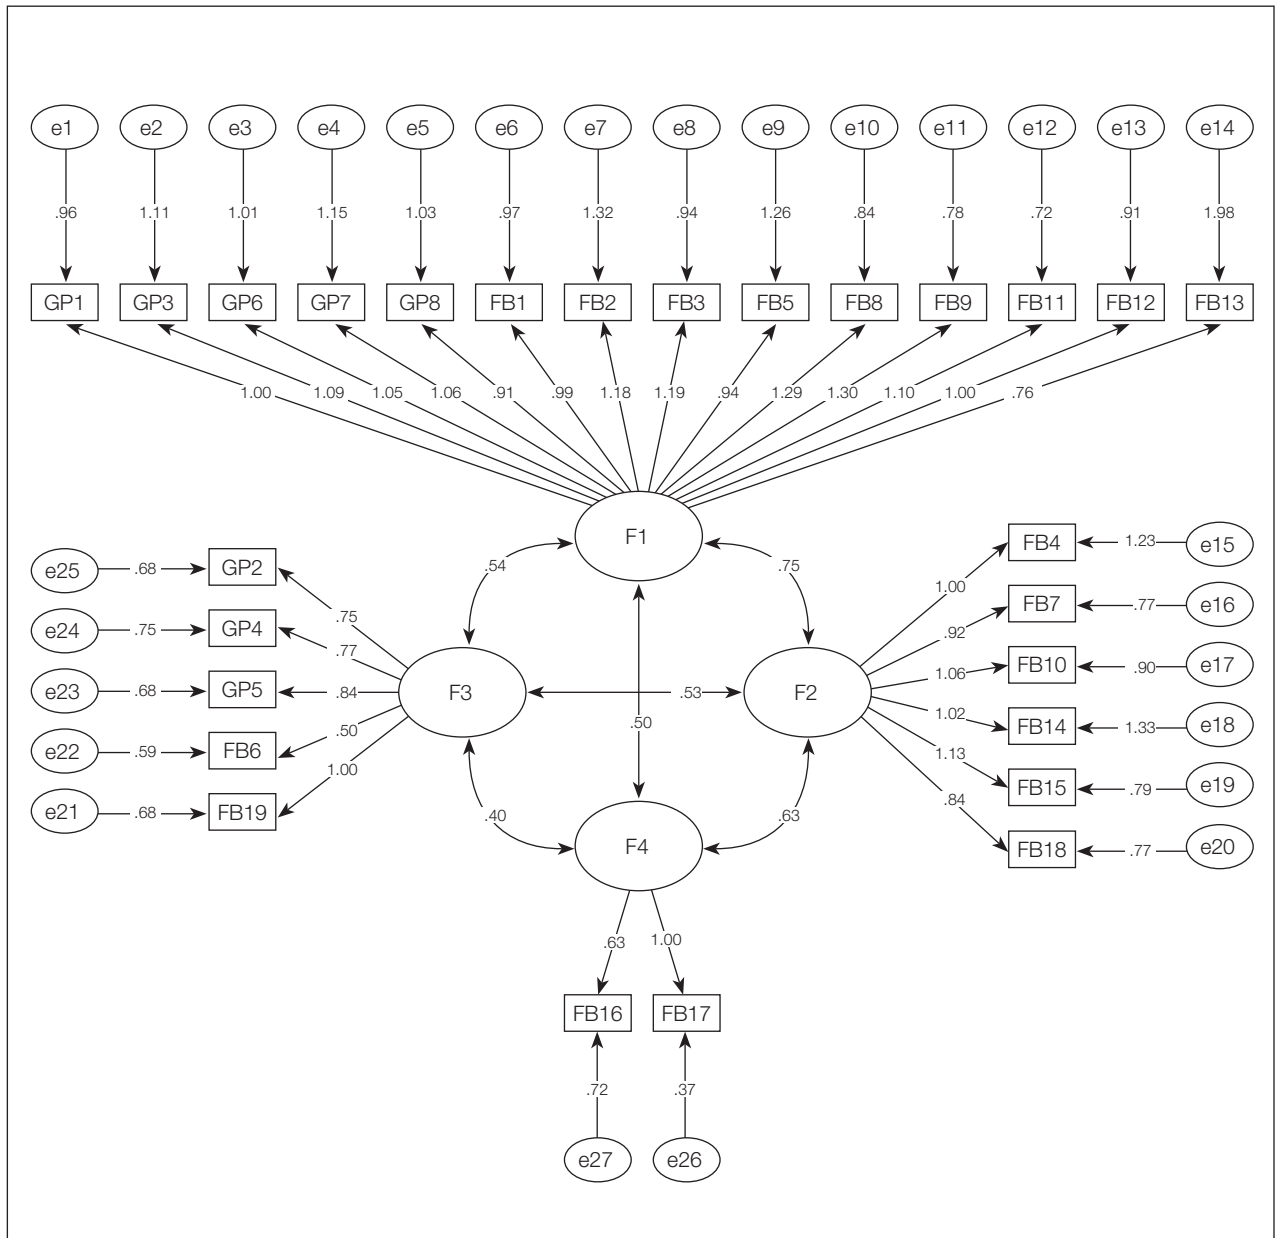 e1 e2 e3 e4 e5 e6 e7 e8 e9 e10 e11 e12 e13 e14
.96 1.11 1.01 1.15 1.03 .97 1.32 .94 1.26 .84 .78 .72 .91 1.98
GP1 GP3 GP6 GP7 GP8 FB1 FB2 FB3 FB5 FB8 FB9 FB11 FB12 FB13
1.00 1.09 1.05 1.06 .91 .99 1.18 1.19 .94 1.29 1.30 1.10 1.00 .76
F1
FB4 1.23 e15
e25 .68 GP2 .54 .75
1.00
FB7 .77 e16
.75
e24 .75 GP4 .92
.77
FB10 .90 e17
1.06
e23 .68 GP5 .84 F3 .53 F2
1.02
.50
FB14 1.33 e18
.50
e22 .59 FB6 1.13
1.00
FB15 .79 e19
.84
e21 .68 FB19 .40 .63
F4
FB18 .77 e20
.63 1.00
FB16 FB17
.72 .37
e27 e26